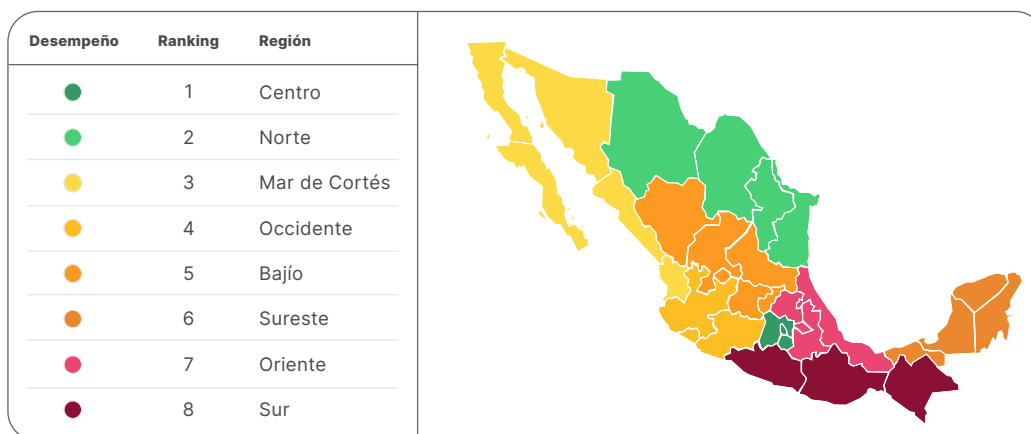 Desempeño Ranking Región
1 Centro
2 Norte
3 Mar de Cortés
4 Occidente
5 Bajío
6 Sureste
7 Oriente
8 Sur